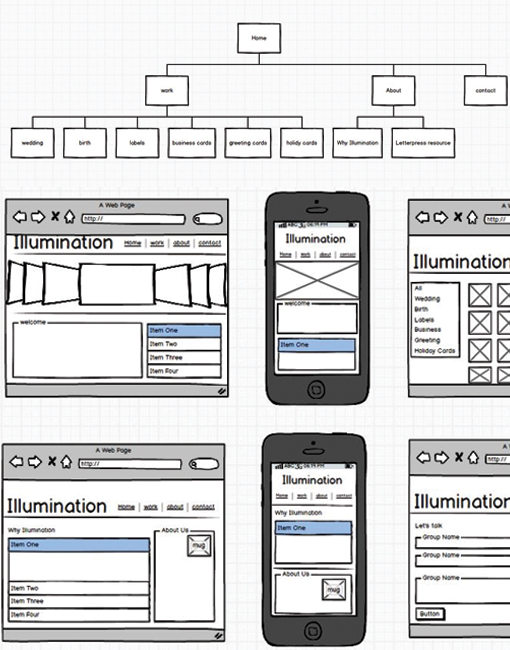 Home
work
About
contact
wedding
birth
labels
business cards
greeting cards
holidy cards
Why Illumination
Letterpress resource
A Web Page
http://
Illumination
Home | work | about | contact
welcome
Item One
Item Two
Item Three
Item Four
ABC 3G 06:15 PM
Illumination
Home | work | about | contact
welcome
Item One
http://
Illumination
All
Wedding
Birth
Labels
Business
Greeting
Holiday Cards
A Web Page
http://
Illumination
Home | work | about | contact
Why Illumination
Item One
Item Two
Item Three
Item Four
About Us
mug
ABC 3G 06:15 PM
Illumination
Home | work | about | contact
Why Illumination
Item One
About Us
mug
http://
Illumination
Let's talk
Group Name
Group Name
Group Name
Button